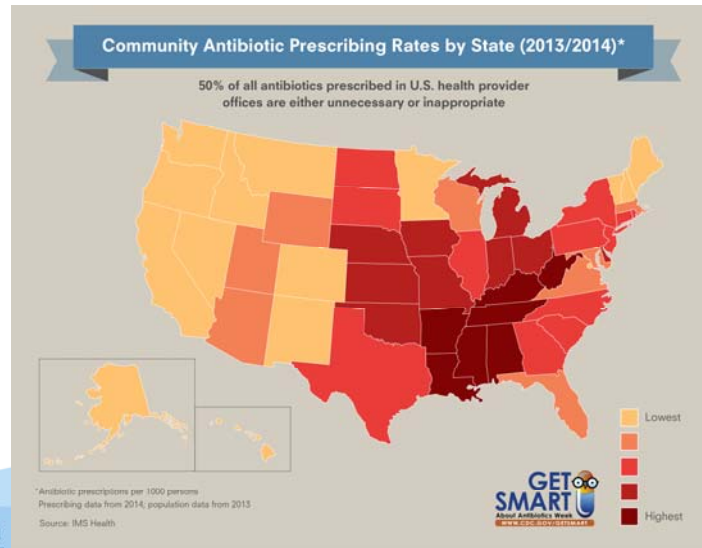 Community Antibiotic Prescribing Rates by State (2013/2014)*
50% of all antibiotics prescribed in U.S. health provider
offices are either unnecessary or inappropriate
Lowest
Highest
*Antibiotic prescriptions per 1000 persons
Prescribing data from 2014; population data from 2013
Source: IMS Health
GET
SMART
About Antibiotics Week
WWW.CDC.GOV/GETSMART